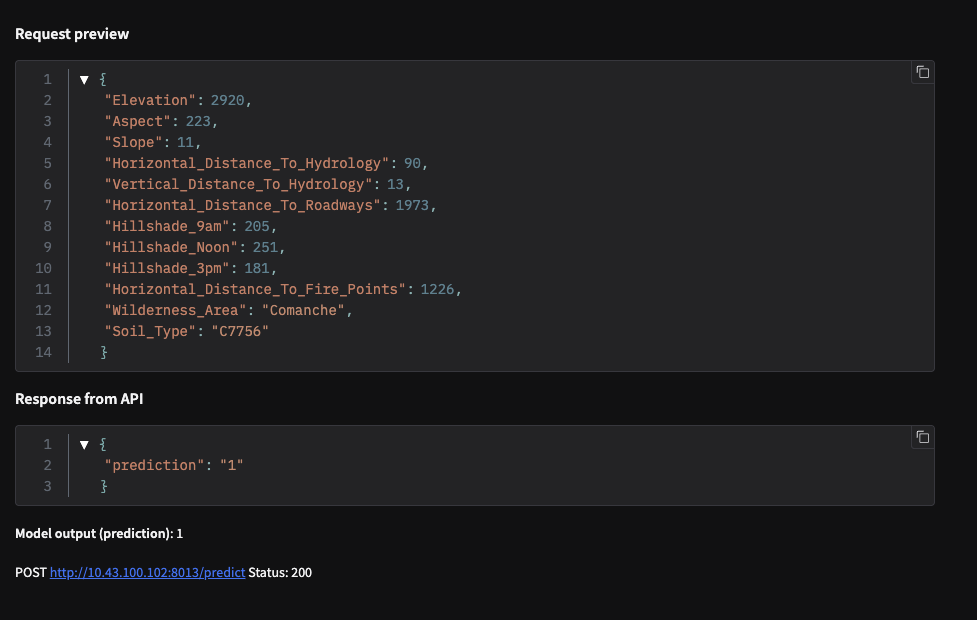 Request preview
1 ▼ {
2 "Elevation": 2920,
3 "Aspect": 223,
4 "Slope": 11,
5 "Horizontal_Distance_To_Hydrology": 90,
6 "Vertical_Distance_To_Hydrology": 13,
7 "Horizontal_Distance_To_Roadways": 1973,
8 "Hillshade_9am": 205,
9 "Hillshade_Noon": 251,
10 "Hillshade_3pm": 181,
11 "Horizontal_Distance_To_Fire_Points": 1226,
12 "Wilderness_Area": "Comanche",
13 "Soil_Type": "C7756"
14 }
Response from API
1 ▼ {
2 "prediction": "1"
3 }
Model output (prediction): 1
POST http://10.43.100.102:8013/predict Status: 200